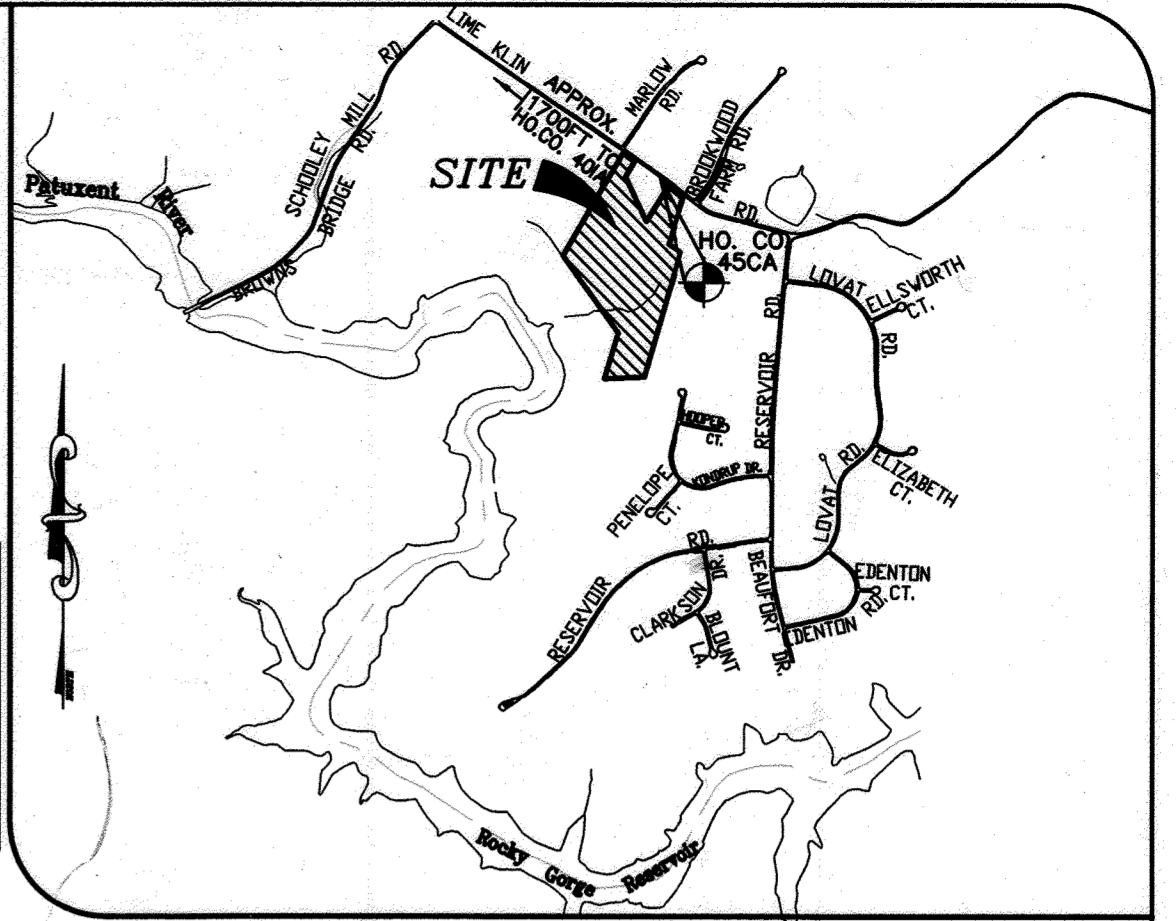 LIME KLIN RD.
APPROX.
1700FT TO
HO.CO. 40IA
MARLOW
RD.
BROOKWOOD
FARM RD.
SCHOOLEY MILL RD.
BROWNS BRIDGE RD.
SITE
Patuxent
River
HO. CO.
45CA
LOVAT RD.
ELLSWORTH
CT.
RESERVOIR RD.
HOOPER
CT.
PENELOPE
CT.
KONDRUP DR.
LOVAT RD.
ELIZABETH
CT.
RESERVOIR RD.
CLARKSON DR.
BLOUNT
LA.
BEAUFORT DR.
EDENTON
CT.
EDENTON RD.
Rocky Gorge Reservoir